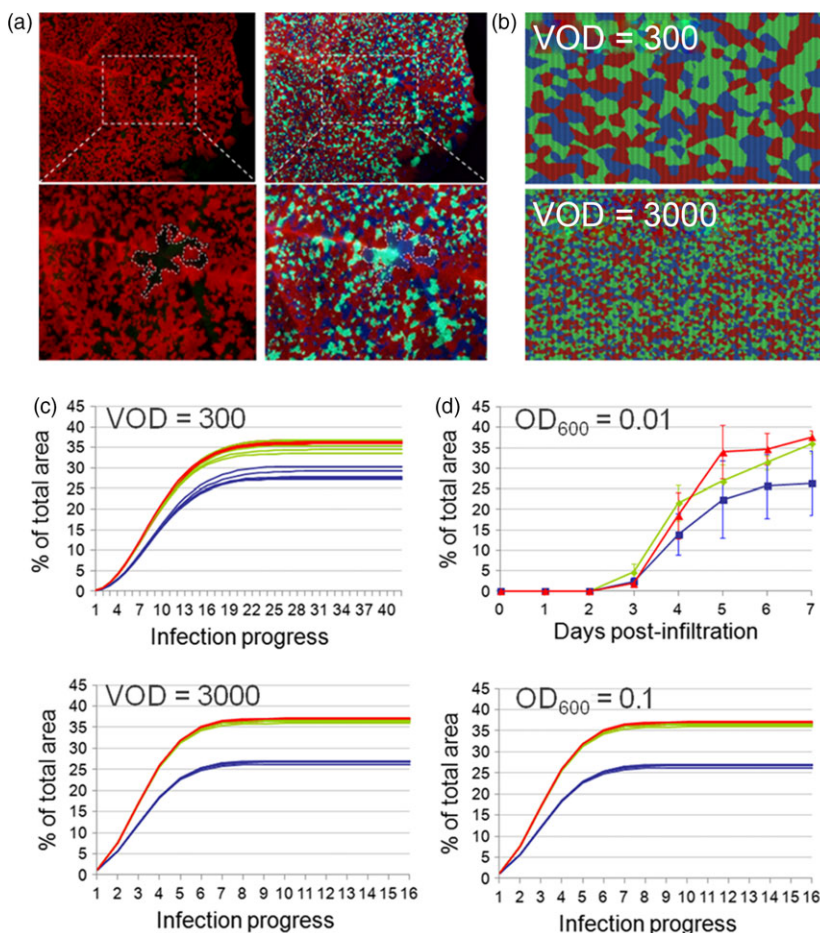 (a)
(b)
VOD = 300
VOD = 3000
(c)
VOD = 300
% of total area
45
40
35
30
25
20
15
10
5
0
1 4 7 10 13 16 19 22 25 28 31 34 37 40
Infection progress
(d)
OD600 = 0.01
% of total area
45
40
35
30
25
20
15
10
5
0
0 1 2 3 4 5 6 7
Days post-infiltration
VOD = 3000
% of total area
45
40
35
30
25
20
15
10
5
0
1 2 3 4 5 6 7 8 9 10 11 12 13 14 15 16
Infection progress
OD600 = 0.1
% of total area
45
40
35
30
25
20
15
10
5
0
1 2 3 4 5 6 7 8 9 10 11 12 13 14 15 16
Infection progress